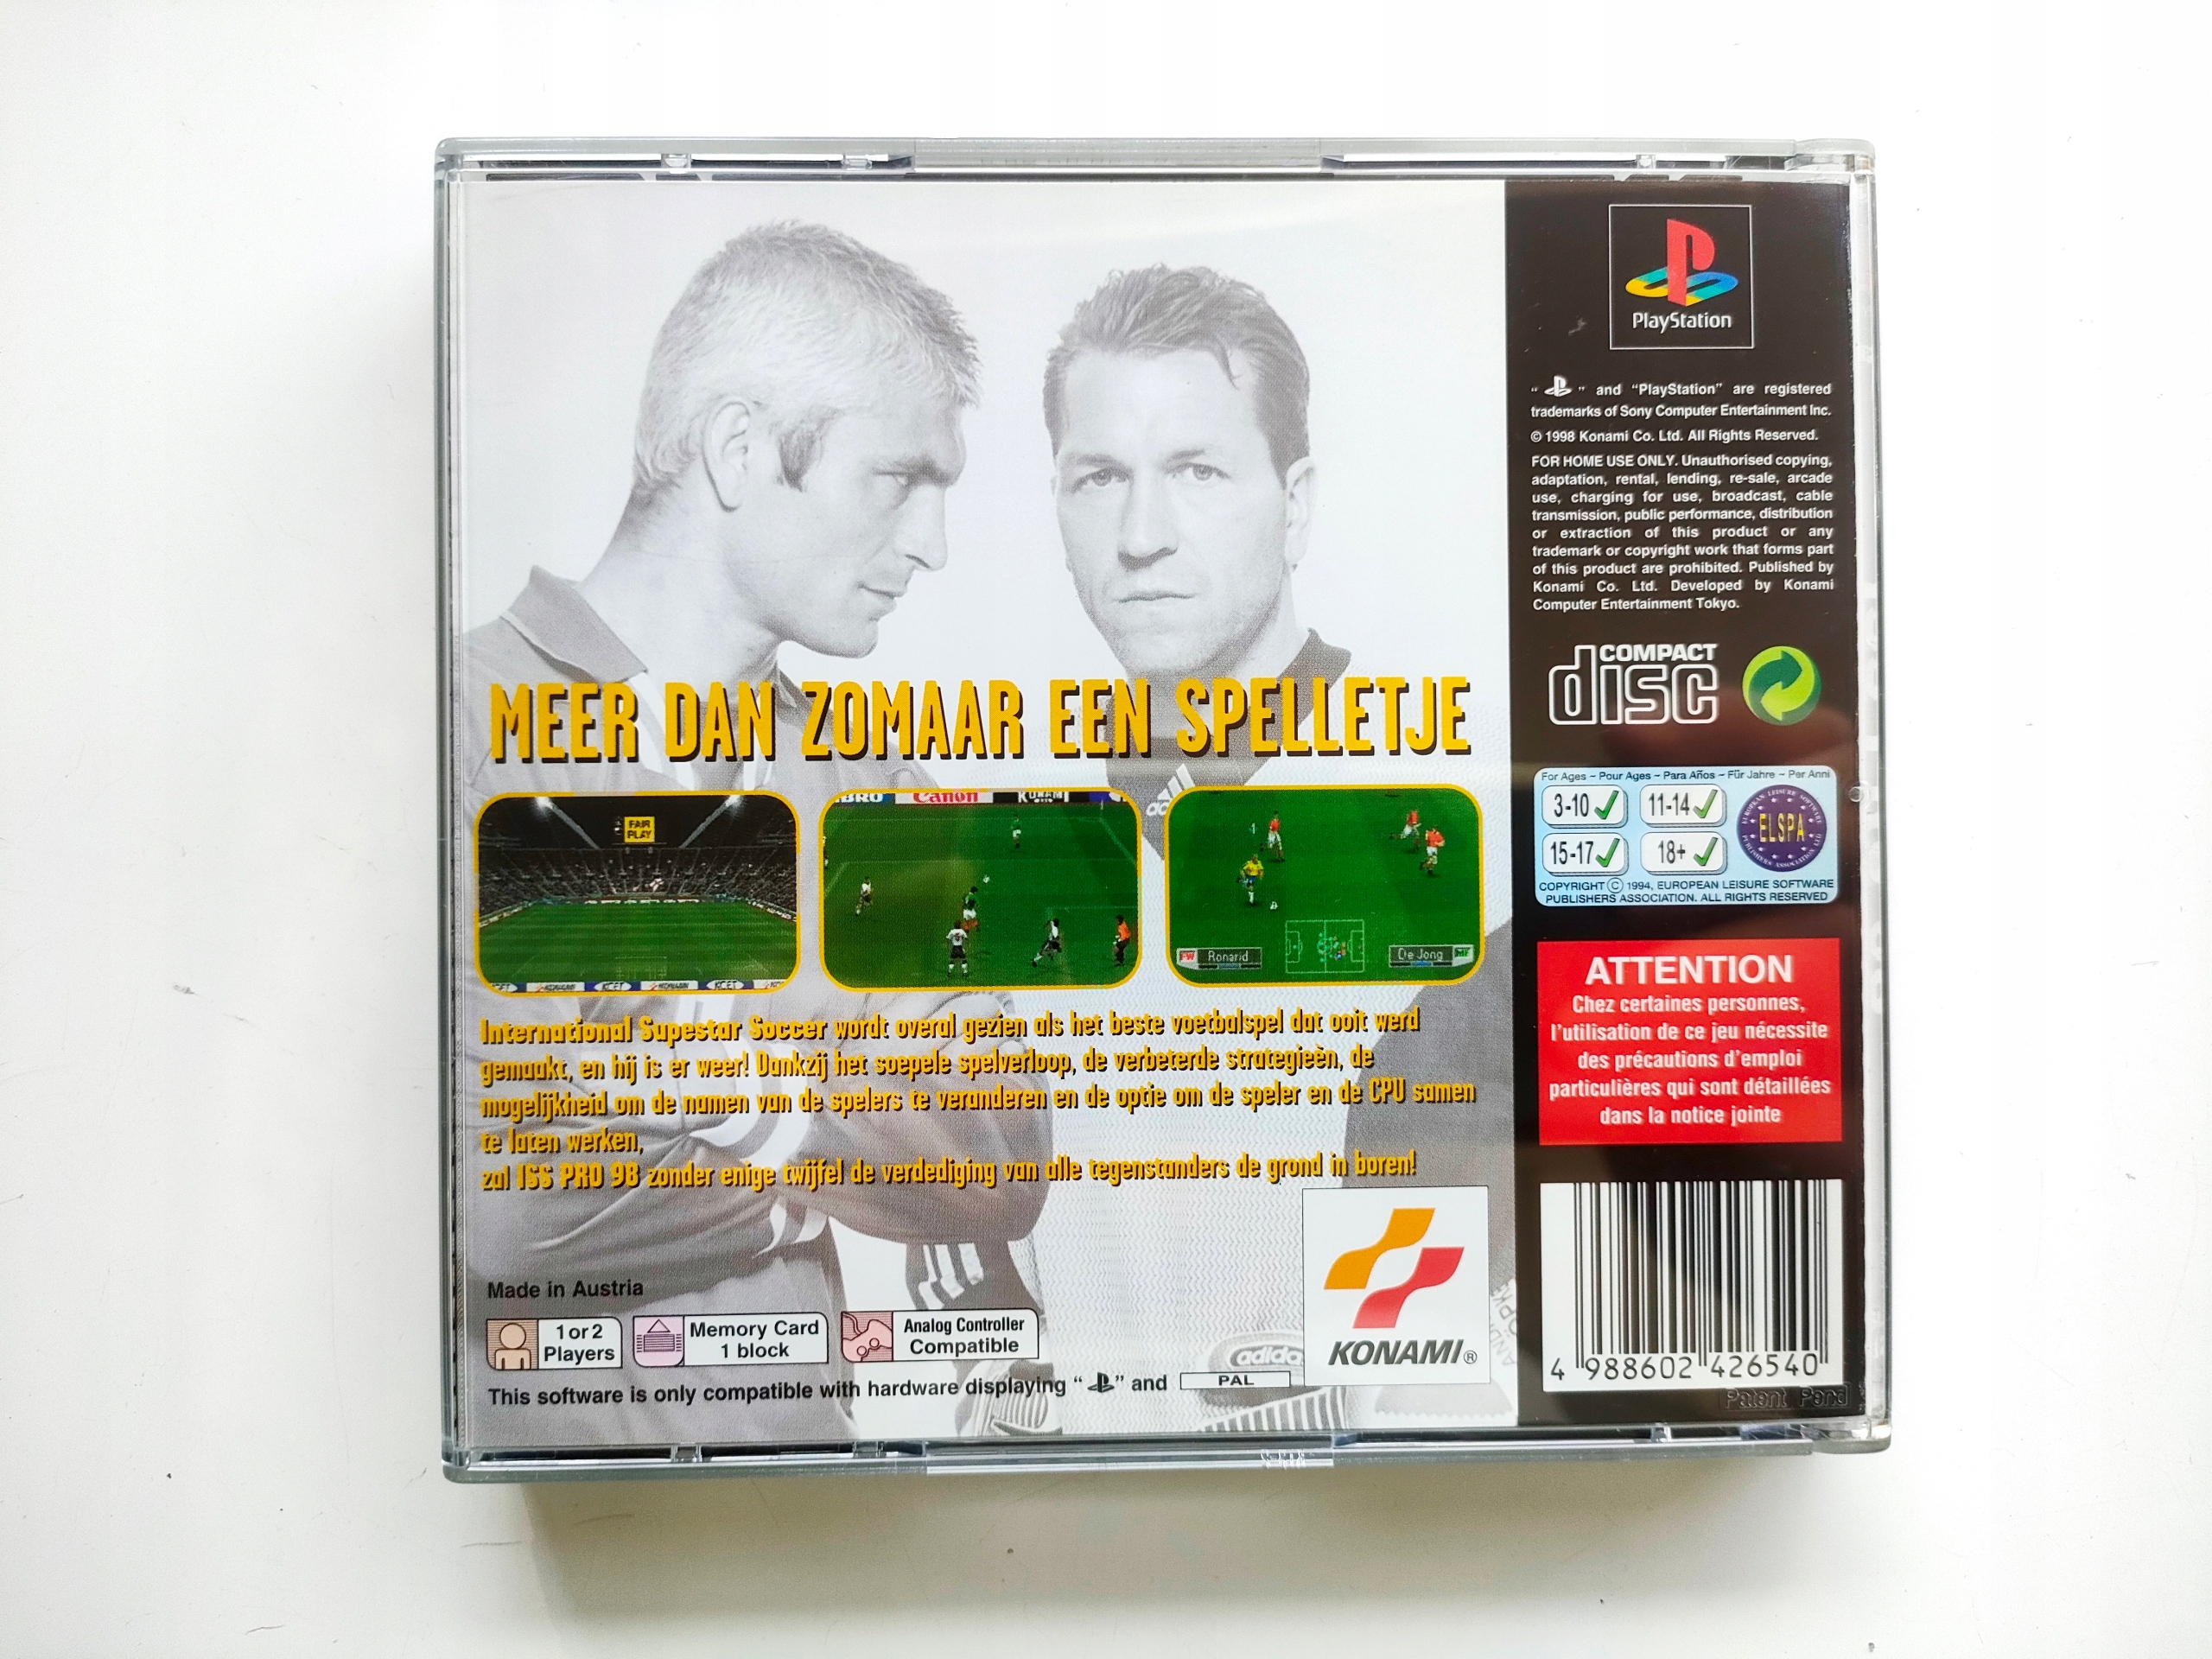 MEER DAN ZOMAAR EEN SPELLETJE
FAIR
PLAY
Canon
KONAMI
Ronarid
De Jong
International Supestar Soccer wordt overal gezien als het beste voetbalspel dat ooit werd
gemaakt, en hij is er weer! Dankzij het soepele spelverloop, de verbeterde strategieèn, de
mogelijkheid om de namen van de spelers te veranderen en de optie om de speler en de CPU samen
te laten werken,
zal ISS PRO 98 zonder enige twijfel de verdediging van alle tegenstanders de grond in boren!
Made in Austria
1 or 2
Players
Memory Card
1 block
Analog Controller
Compatible
This software is only compatible with hardware displaying “ ” and PAL
adidas
KONAMI®
PlayStation
“ ” and “PlayStation” are registered
trademarks of Sony Computer Entertainment Inc.
© 1998 Konami Co. Ltd. All Rights Reserved.
FOR HOME USE ONLY. Unauthorised copying,
adaptation, rental, lending, re-sale, arcade
use, charging for use, broadcast, cable
transmission, public performance, distribution
or extraction of this product or any
trademark or copyright work that forms part
of this product are prohibited. Published by
Konami Co. Ltd. Developed by Konami
Computer Entertainment Tokyo.
COMPACT
disc
For Ages ~ Pour Ages ~ Para Años ~ Für Jahre ~ Per Anni
3-10 11-14
15-17 18+
ELSPA
COPYRIGHT © 1994, EUROPEAN LEISURE SOFTWARE
PUBLISHERS ASSOCIATION. ALL RIGHTS RESERVED
ATTENTION
Chez certaines personnes,
l'utilisation de ce jeu nécessite
des précautions d'emploi
particulières qui sont détaillées
dans la notice jointe
4 988602 426540
Patent Pend